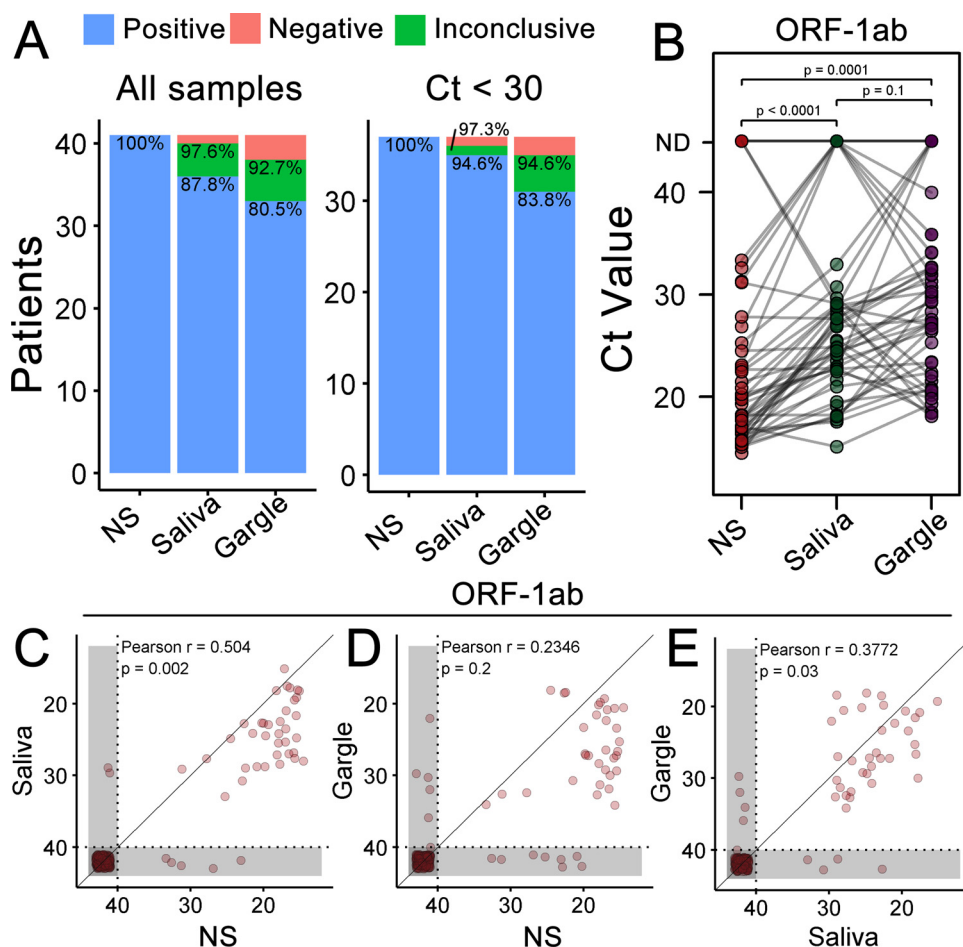 A
Positive
Negative
Inconclusive
All samples
Ct < 30
Patients
40
30
20
10
0
100%
97.6%
87.8%
92.7%
80.5%
NS
Saliva
Gargle
30
20
10
0
100%
97.3%
94.6%
94.6%
83.8%
NS
Saliva
Gargle
B
ORF-1ab
p = 0.0001
p = 0.1
p < 0.0001
Ct Value
ND
40
30
20
NS
Saliva
Gargle
ORF-1ab
C
Pearson r = 0.504
p = 0.002
Saliva
20
30
40
40
30
20
NS
D
Pearson r = 0.2346
p = 0.2
Gargle
20
30
40
40
30
20
NS
E
Pearson r = 0.3772
p = 0.03
Gargle
20
30
40
40
30
20
Saliva